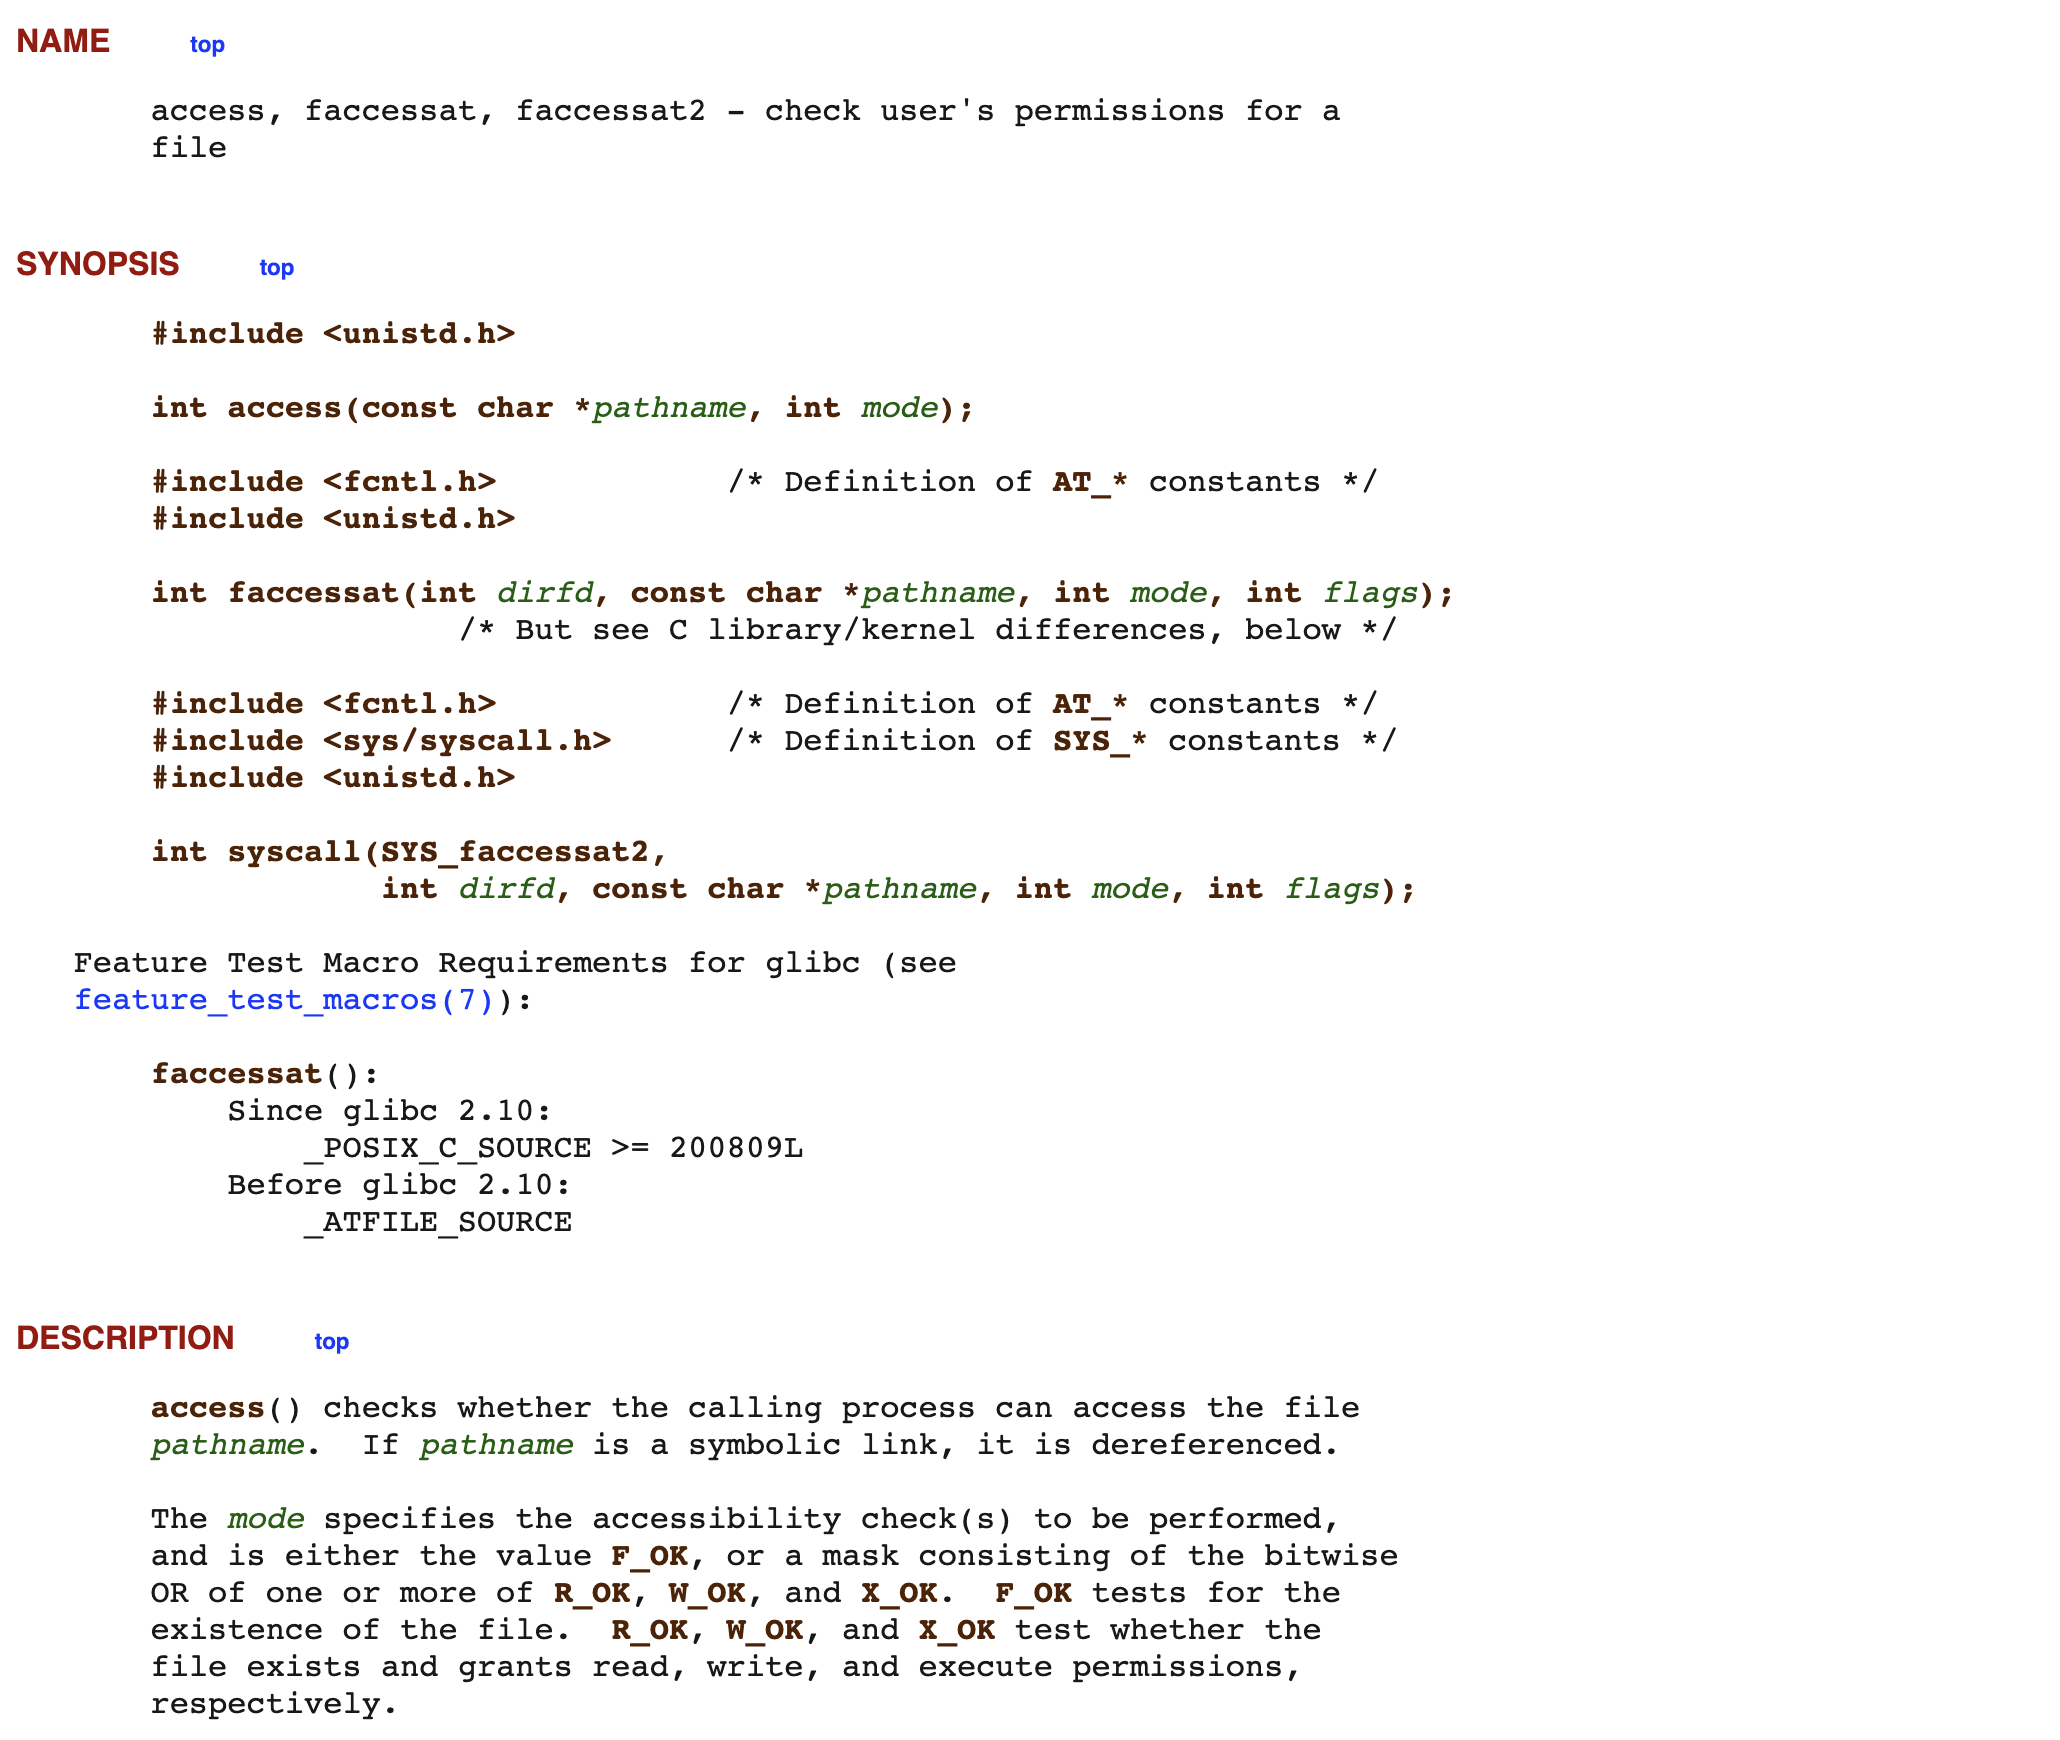 NAME top
access, faccessat, faccessat2 - check user's permissions for a
file
SYNOPSIS top
#include <unistd.h>
int access(const char *pathname, int mode);
#include <fcntl.h>            /* Definition of AT_* constants */
#include <unistd.h>
int faccessat(int dirfd, const char *pathname, int mode, int flags);
/* But see C library/kernel differences, below */
#include <fcntl.h>            /* Definition of AT_* constants */
#include <sys/syscall.h>      /* Definition of SYS_* constants */
#include <unistd.h>
int syscall(SYS_faccessat2,
int dirfd, const char *pathname, int mode, int flags);
Feature Test Macro Requirements for glibc (see
feature_test_macros(7)):
faccessat():
Since glibc 2.10:
_POSIX_C_SOURCE >= 200809L
Before glibc 2.10:
_ATFILE_SOURCE
DESCRIPTION top
access() checks whether the calling process can access the file
pathname.  If pathname is a symbolic link, it is dereferenced.
The mode specifies the accessibility check(s) to be performed,
and is either the value F_OK, or a mask consisting of the bitwise
OR of one or more of R_OK, W_OK, and X_OK.  F_OK tests for the
existence of the file.  R_OK, W_OK, and X_OK test whether the
file exists and grants read, write, and execute permissions,
respectively.